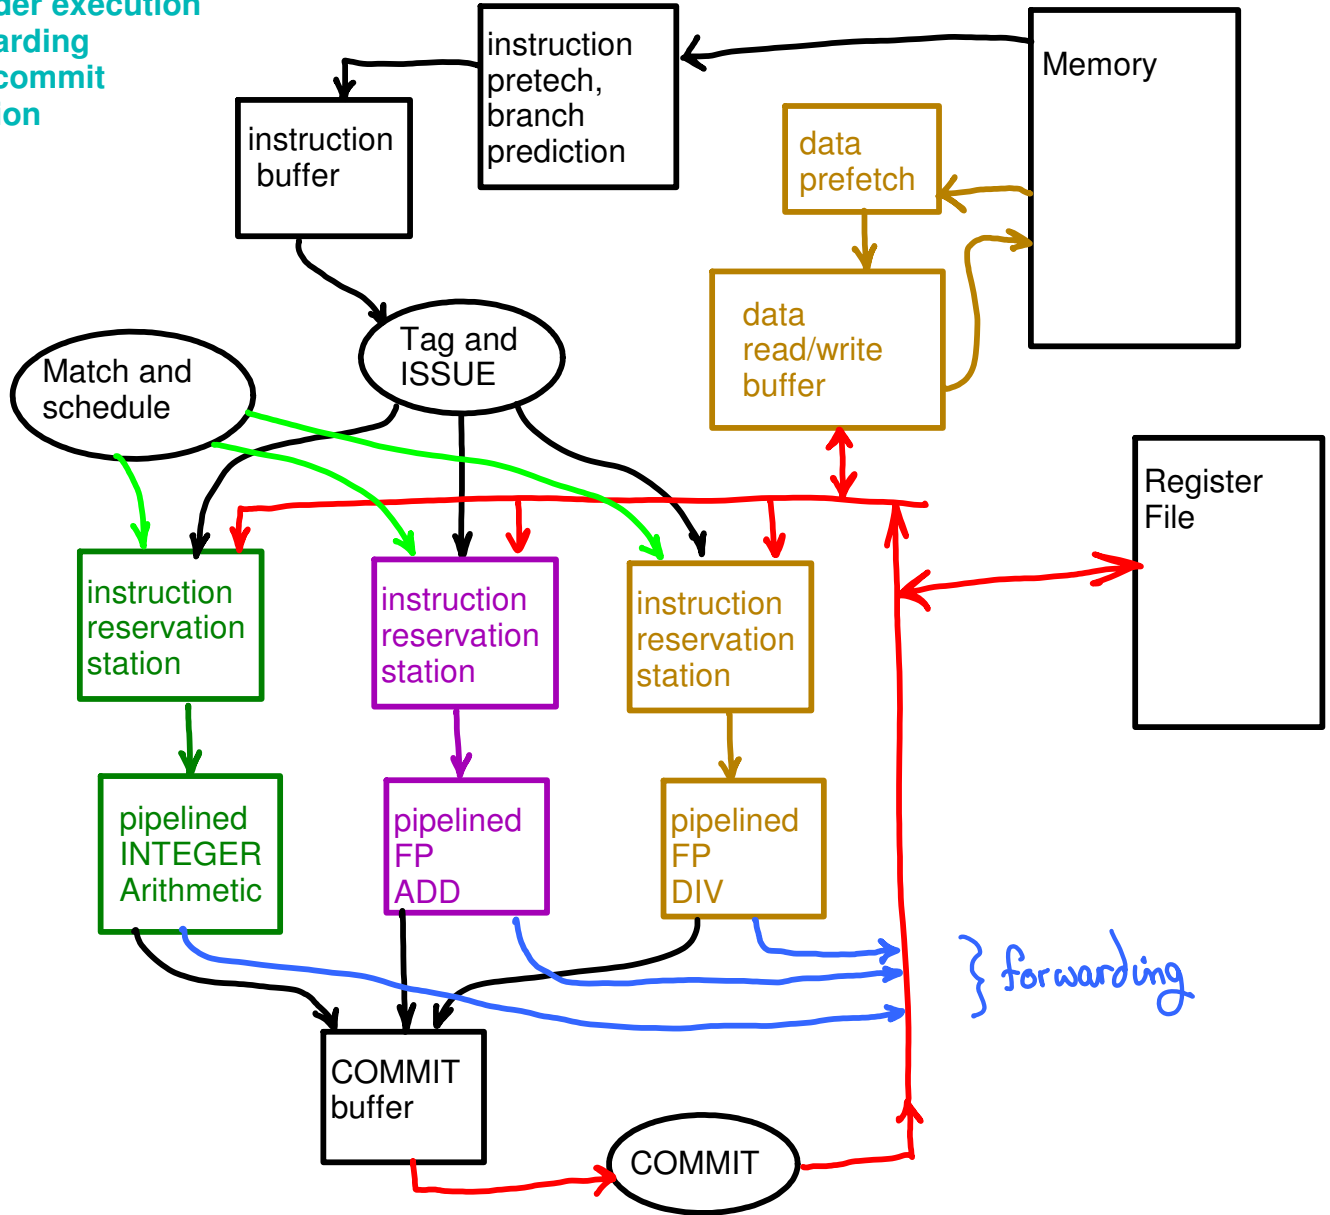 execution
commit
instruction
pretech,
branch
prediction
Memory
instruction
buffer
data
prefetch
data
read/write
buffer
Tag and
ISSUE
Match and
schedule
Register
File
instruction
reservation
station
instruction
reservation
station
instruction
reservation
station
pipelined
INTEGER
Arithmetic
pipelined
FP
ADD
pipelined
FP
DIV
forwarding
COMMIT
buffer
COMMIT